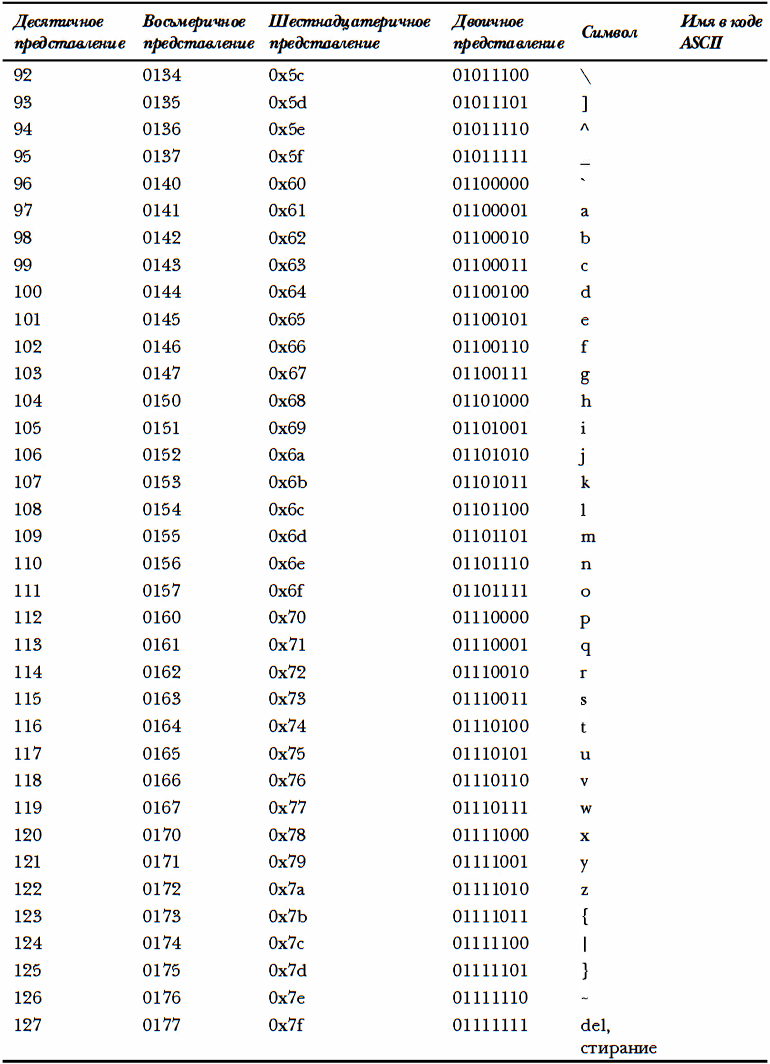 Десятичное представление Восьмеричное представление Шестнадцатеричное представление Двоичное представление Символ Имя в коде ASCII
92 0134 0x5c 01011100 \
93 0135 0x5d 01011101 ]
94 0136 0x5e 01011110 ^
95 0137 0x5f 01011111 _
96 0140 0x60 01100000 `
97 0141 0x61 01100001 a
98 0142 0x62 01100010 b
99 0143 0x63 01100011 c
100 0144 0x64 01100100 d
101 0145 0x65 01100101 e
102 0146 0x66 01100110 f
103 0147 0x67 01100111 g
104 0150 0x68 01101000 h
105 0151 0x69 01101001 i
106 0152 0x6a 01101010 j
107 0153 0x6b 01101011 k
108 0154 0x6c 01101100 l
109 0155 0x6d 01101101 m
110 0156 0x6e 01101110 n
111 0157 0x6f 01101111 o
112 0160 0x70 01110000 p
113 0161 0x71 01110001 q
114 0162 0x72 01110010 r
115 0163 0x73 01110011 s
116 0164 0x74 01110100 t
117 0165 0x75 01110101 u
118 0166 0x76 01110110 v
119 0167 0x77 01110111 w
120 0170 0x78 01111000 x
121 0171 0x79 01111001 y
122 0172 0x7a 01111010 z
123 0173 0x7b 01111011 {
124 0174 0x7c 01111100 |
125 0175 0x7d 01111101 }
126 0176 0x7e 01111110 ~
127 0177 0x7f 01111111 del,
стирание